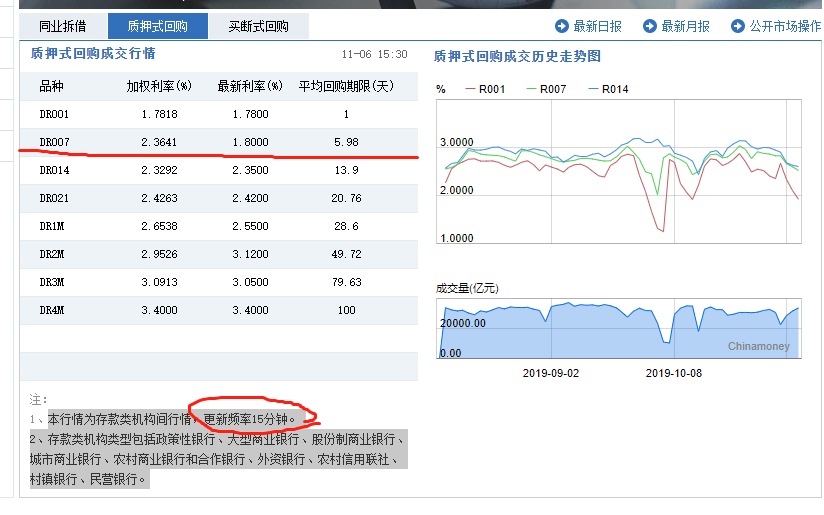 同业拆借 质押式回购 买断式回购 最新日报 最新月报 公开市场操作
质押式回购成交行情 11-06 15:30
品种 加权利率(%) 最新利率(%) 平均回购期限(天)
DR001 1.7818 1.7800 1
DR007 2.3641 1.8000 5.98
DR014 2.3292 2.3500 13.9
DR021 2.4263 2.4200 20.76
DR1M 2.6538 2.5500 28.6
DR2M 2.9526 3.1200 49.72
DR3M 3.0913 3.0500 79.63
DR4M 3.4000 3.4000 100
注:
1、本行情为存款类机构间行情，更新频率15分钟。
2、存款类机构类型包括政策性银行、大型商业银行、股份制商业银行、
城市商业银行、农村商业银行和合作银行、外资银行、农村信用联社、
村镇银行、民营银行。
质押式回购成交历史走势图
% R001 R007 R014
3.0000
2.0000
1.0000
成交量(亿元)
20000.00
0.00
Chinamoney
2019-09-02 2019-10-08